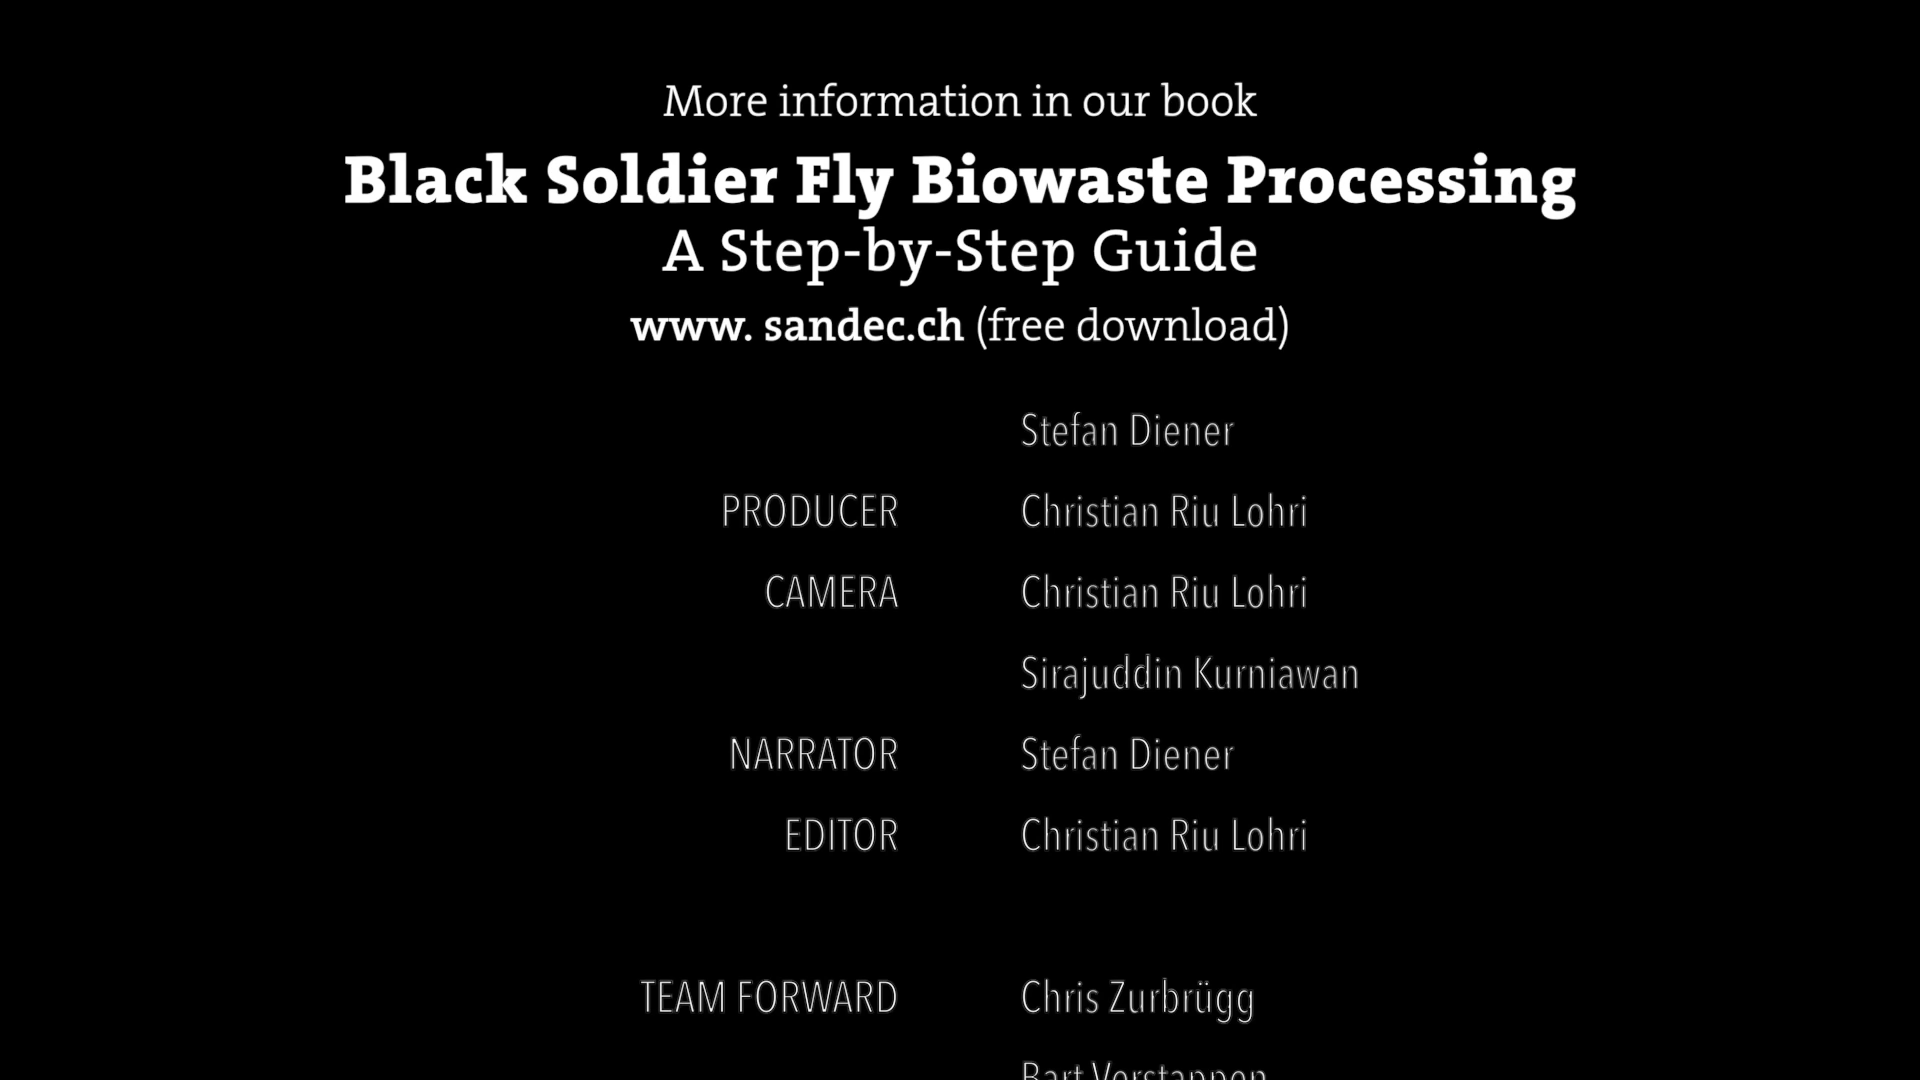 More information in our book
Black Soldier Fly Biowaste Processing
A Step-by-Step Guide
www. sandec.ch (free download)
Stefan Diener
PRODUCER Christian Riu Lohri
CAMERA Christian Riu Lohri
Sirajuddin Kurniawan
NARRATOR Stefan Diener
EDITOR Christian Riu Lohri
TEAM FORWARD Chris Zurbrügg
Bart Verstappen